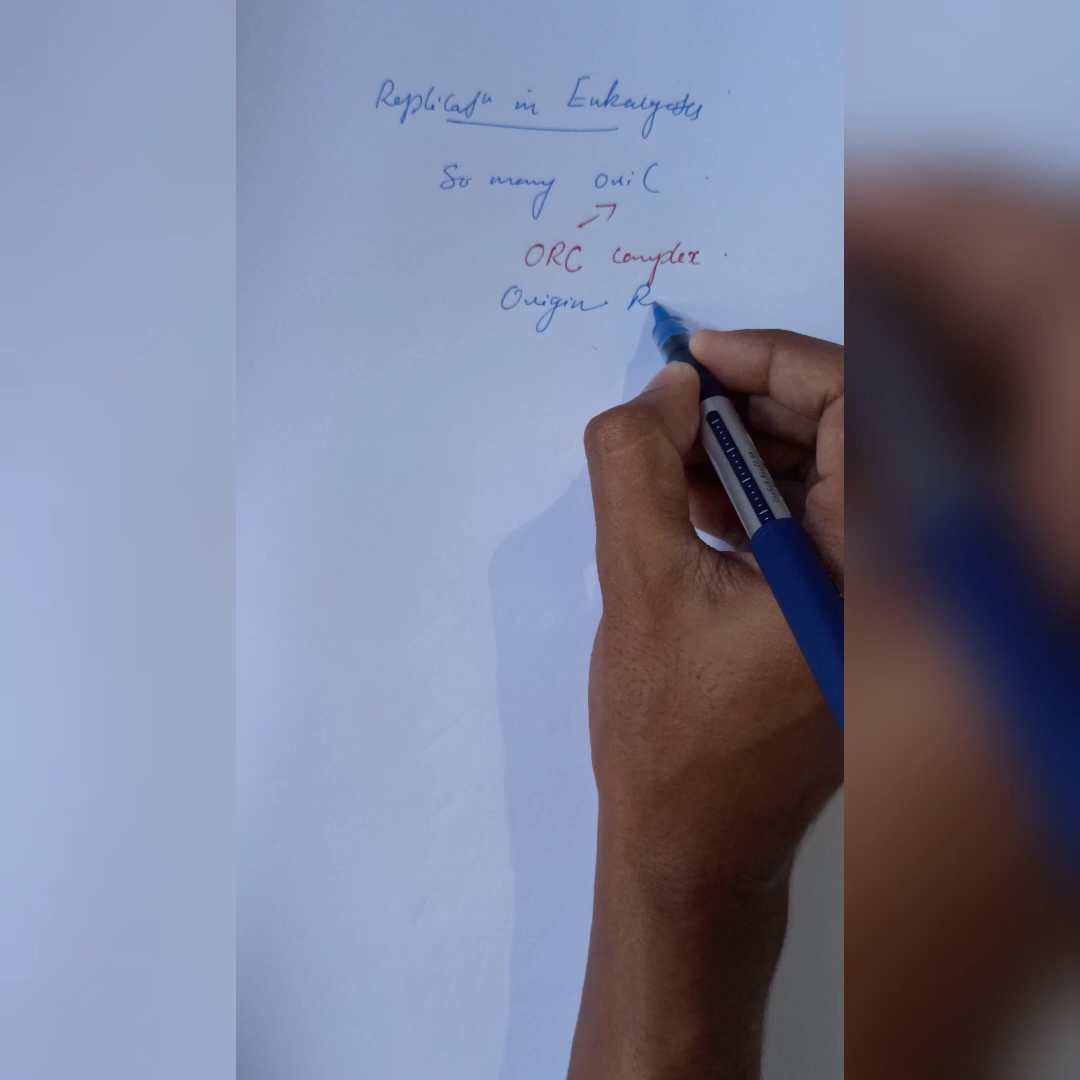 Replicatn in Eukaryotes
So many OriC
ORC complex
Origin R